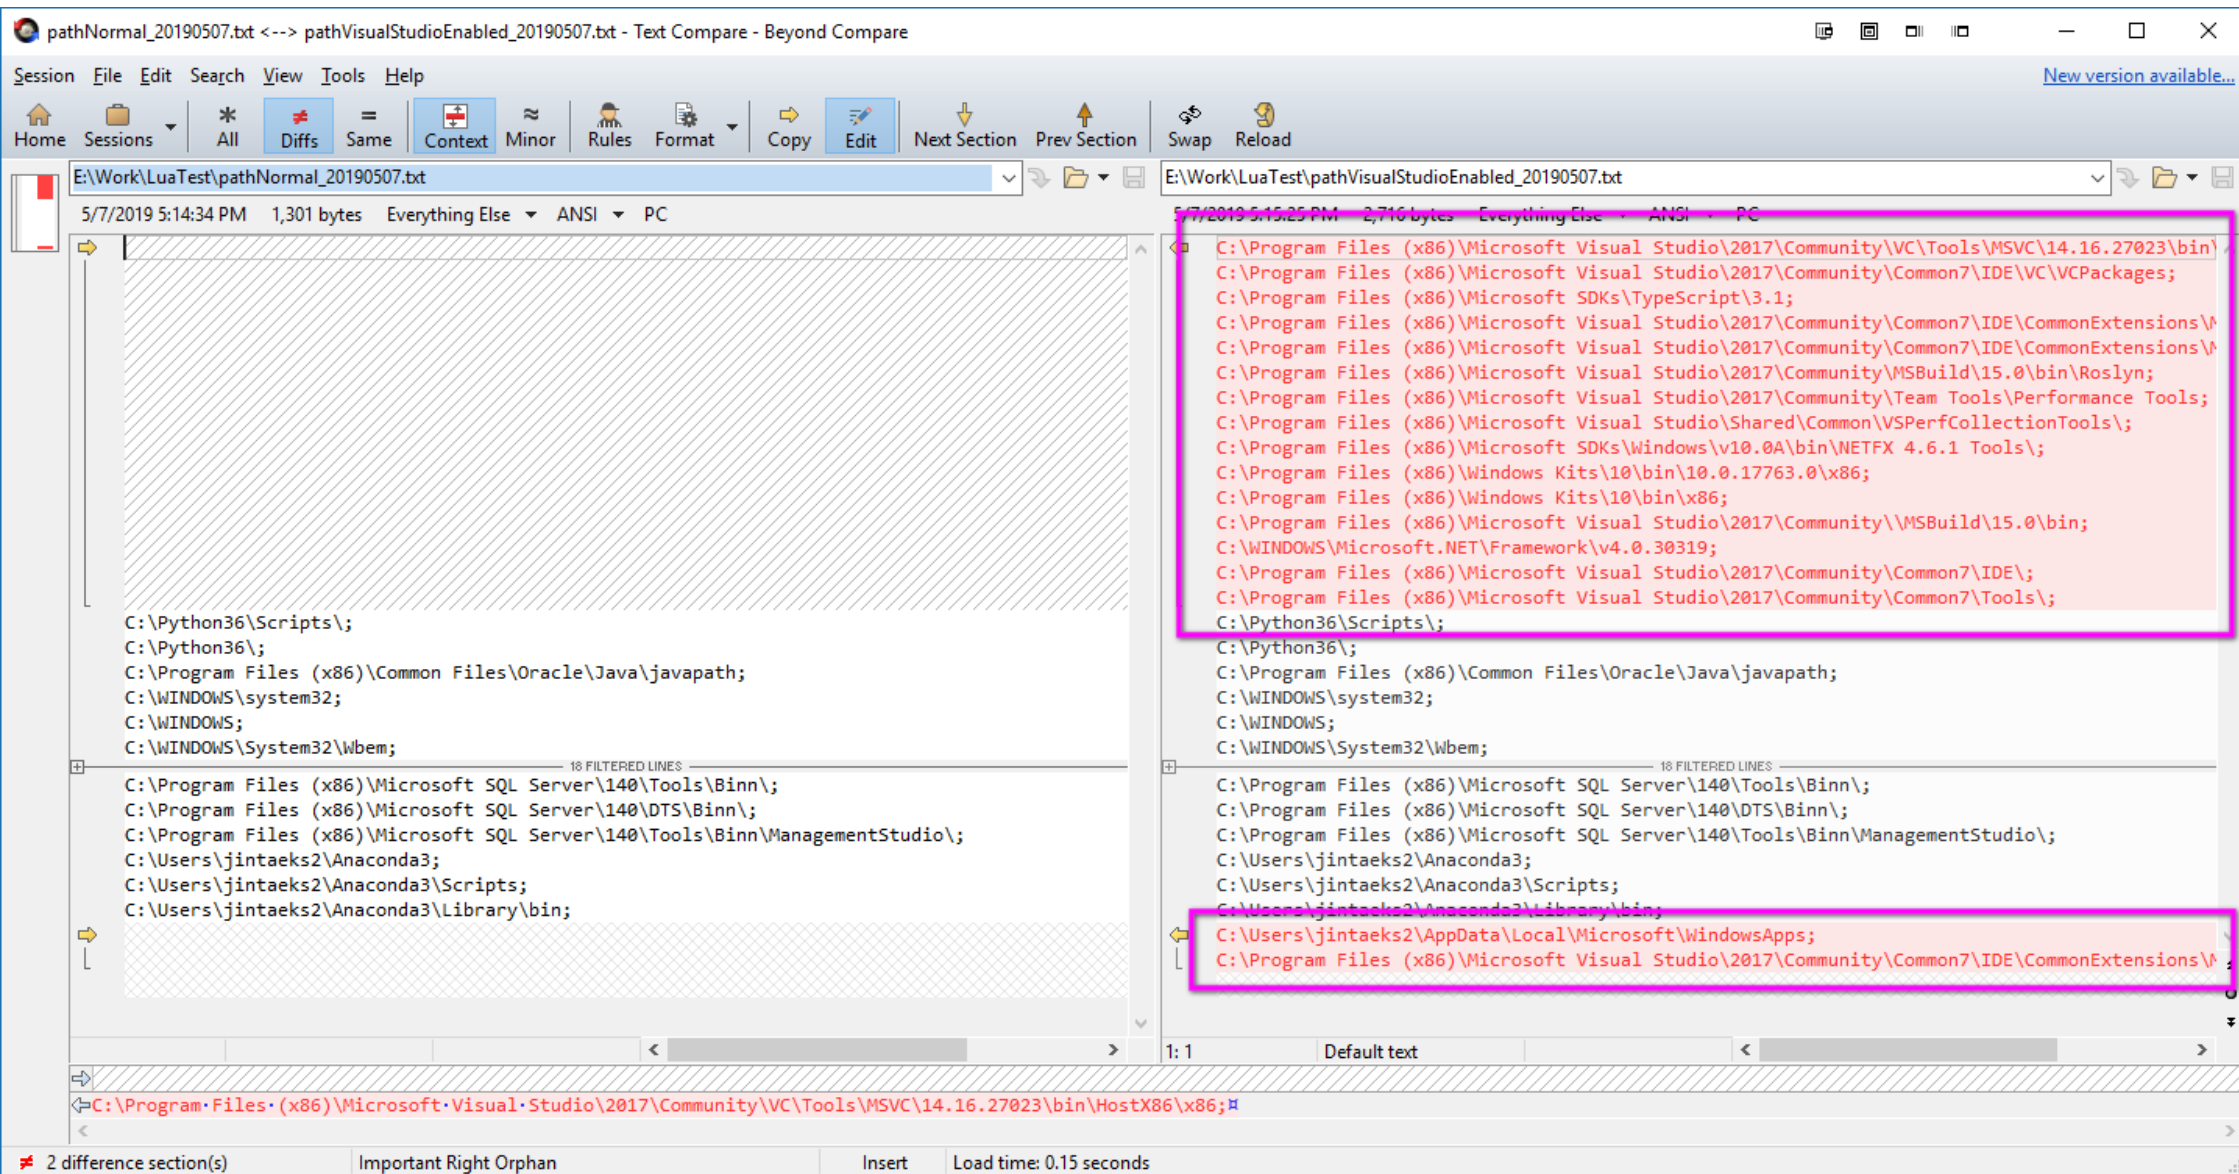 pathNormal_20190507.txt <--> pathVisualStudioEnabled_20190507.txt - Text Compare - Beyond Compare
Session File Edit Search View Tools Help
New version available...
Home Sessions All Diffs Same Context Minor Rules Format Copy Edit Next Section Prev Section Swap Reload
E:\Work\LuaTest\pathNormal_20190507.txt
5/7/2019 5:14:34 PM 1,301 bytes Everything Else ANSI PC
C:\Python36\Scripts\;
C:\Python36\;
C:\Program Files (x86)\Common Files\Oracle\Java\javapath;
C:\WINDOWS\system32;
C:\WINDOWS;
C:\WINDOWS\System32\Wbem;
18 FILTERED LINES
C:\Program Files (x86)\Microsoft SQL Server\140\Tools\Binn\;
C:\Program Files (x86)\Microsoft SQL Server\140\DTS\Binn\;
C:\Program Files (x86)\Microsoft SQL Server\140\Tools\Binn\ManagementStudio\;
C:\Users\jintaeks2\Anaconda3;
C:\Users\jintaeks2\Anaconda3\Scripts;
C:\Users\jintaeks2\Anaconda3\Library\bin;
E:\Work\LuaTest\pathVisualStudioEnabled_20190507.txt
5/7/2019 5:15:25 PM 2,716 bytes Everything Else ANSI PC
C:\Program Files (x86)\Microsoft Visual Studio\2017\Community\VC\Tools\MSVC\14.16.27023\bin\
C:\Program Files (x86)\Microsoft Visual Studio\2017\Community\Common7\IDE\VC\VCPackages;
C:\Program Files (x86)\Microsoft SDKs\TypeScript\3.1;
C:\Program Files (x86)\Microsoft Visual Studio\2017\Community\Common7\IDE\CommonExtensions\M
C:\Program Files (x86)\Microsoft Visual Studio\2017\Community\Common7\IDE\CommonExtensions\M
C:\Program Files (x86)\Microsoft Visual Studio\2017\Community\MSBuild\15.0\bin\Roslyn;
C:\Program Files (x86)\Microsoft Visual Studio\2017\Community\Team Tools\Performance Tools;
C:\Program Files (x86)\Microsoft Visual Studio\Shared\Common\VSPerfCollectionTools\;
C:\Program Files (x86)\Microsoft SDKs\Windows\v10.0A\bin\NETFX 4.6.1 Tools\;
C:\Program Files (x86)\Windows Kits\10\bin\10.0.17763.0\x86;
C:\Program Files (x86)\Windows Kits\10\bin\x86;
C:\Program Files (x86)\Microsoft Visual Studio\2017\Community\\MSBuild\15.0\bin;
C:\WINDOWS\Microsoft.NET\Framework\v4.0.30319;
C:\Program Files (x86)\Microsoft Visual Studio\2017\Community\Common7\IDE\;
C:\Program Files (x86)\Microsoft Visual Studio\2017\Community\Common7\Tools\;
C:\Python36\Scripts\;
C:\Python36\;
C:\Program Files (x86)\Common Files\Oracle\Java\javapath;
C:\WINDOWS\system32;
C:\WINDOWS;
C:\WINDOWS\System32\Wbem;
18 FILTERED LINES
C:\Program Files (x86)\Microsoft SQL Server\140\Tools\Binn\;
C:\Program Files (x86)\Microsoft SQL Server\140\DTS\Binn\;
C:\Program Files (x86)\Microsoft SQL Server\140\Tools\Binn\ManagementStudio\;
C:\Users\jintaeks2\Anaconda3;
C:\Users\jintaeks2\Anaconda3\Scripts;
C:\Users\jintaeks2\Anaconda3\Library\bin;
C:\Users\jintaeks2\AppData\Local\Microsoft\WindowsApps;
C:\Program Files (x86)\Microsoft Visual Studio\2017\Community\Common7\IDE\CommonExtensions\M
1: 1 Default text
C:\Program·Files·(x86)\Microsoft·Visual·Studio\2017\Community\VC\Tools\MSVC\14.16.27023\bin\HostX86\x86;¤
2 difference section(s) Important Right Orphan Insert Load time: 0.15 seconds